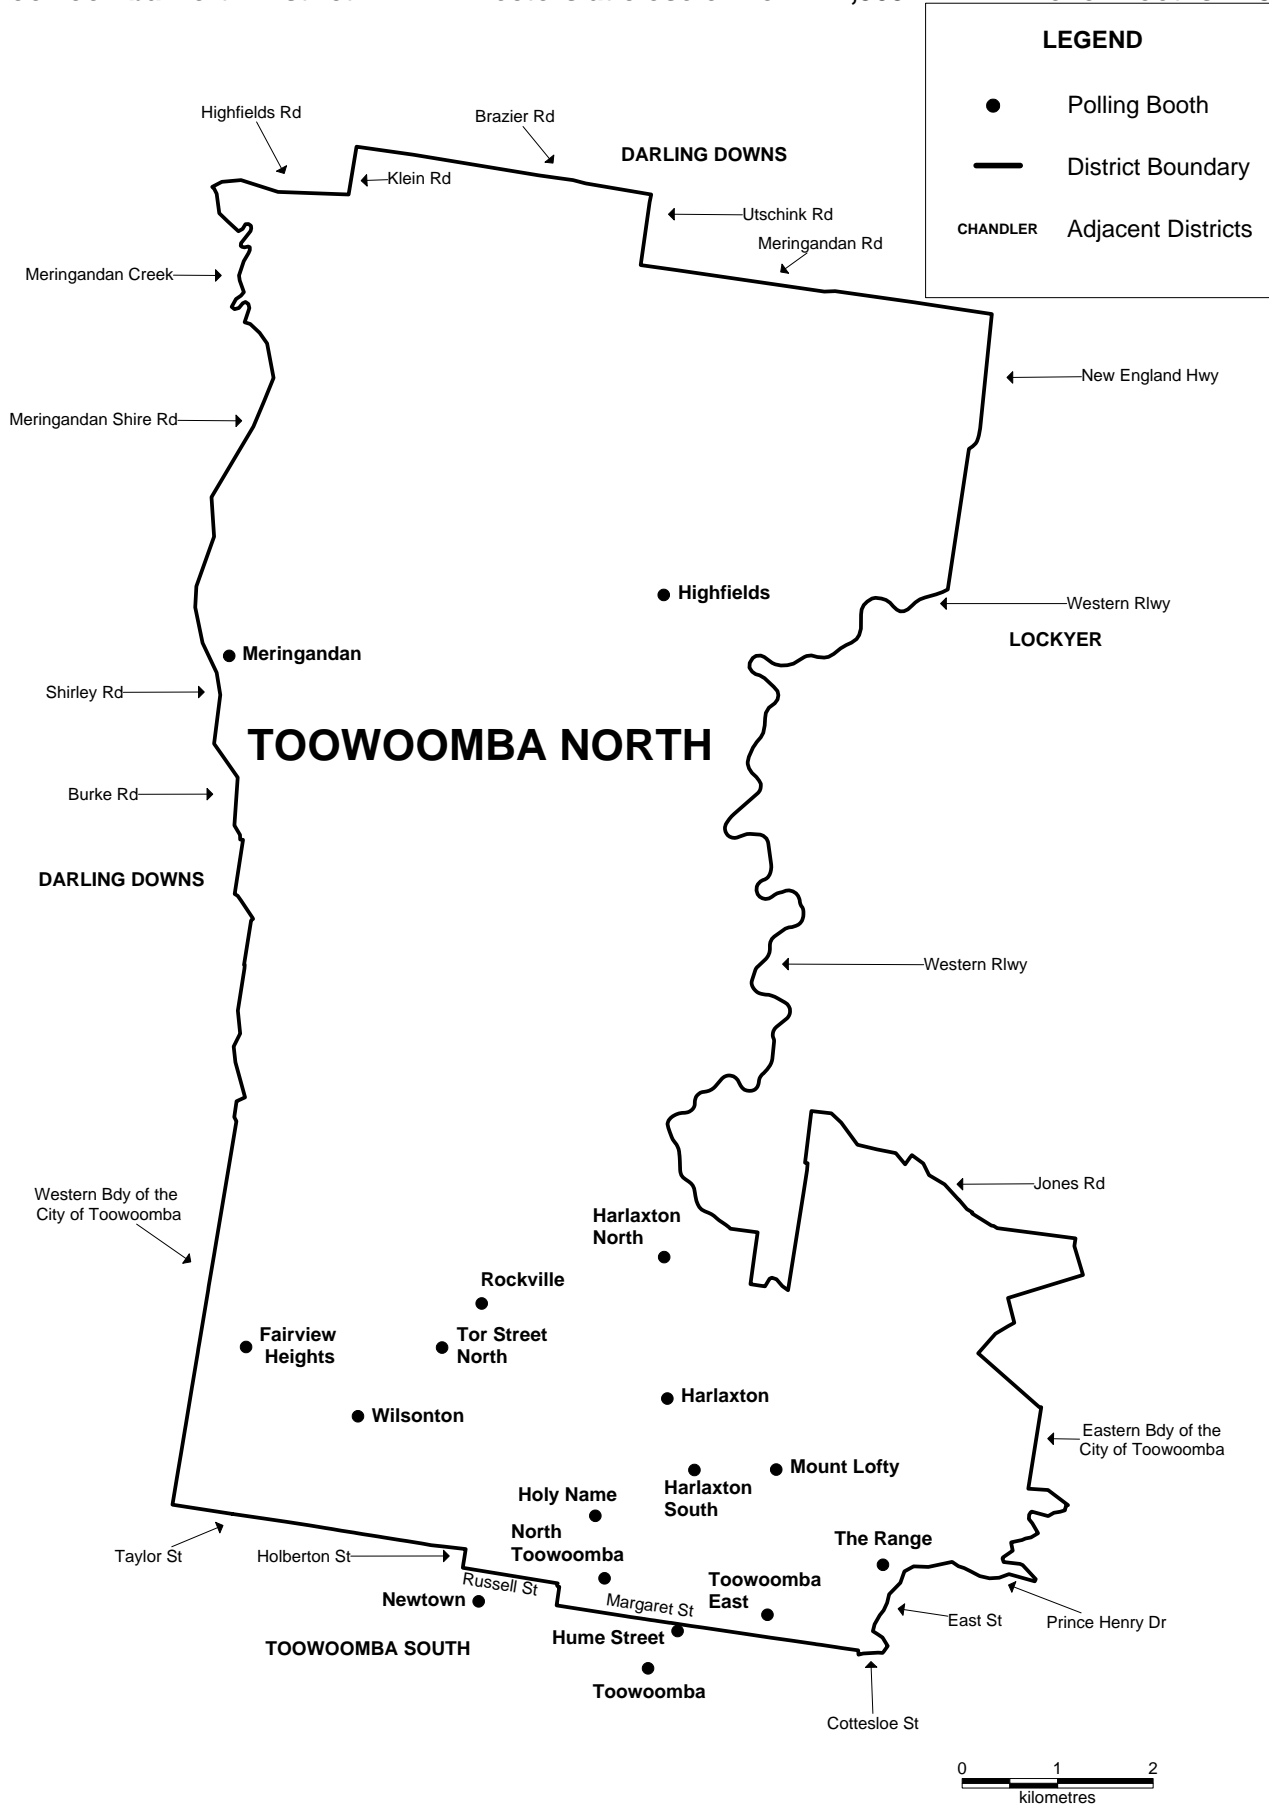 LEGEND
Polling Booth
District Boundary
CHANDLER Adjacent Districts
Highfields Rd
Brazier Rd
DARLING DOWNS
Klein Rd
Utschink Rd
Meringandan Rd
Meringandan Creek
New England Hwy
Meringandan Shire Rd
Highfields
Western Rlwy
LOCKYER
Meringandan
Shirley Rd
TOOWOOMBA NORTH
Burke Rd
DARLING DOWNS
Western Rlwy
Jones Rd
Western Bdy of the
City of Toowoomba
Harlaxton
North
Rockville
Fairview
Heights
Tor Street
North
Harlaxton
Wilsonton
Eastern Bdy of the
City of Toowoomba
Mount Lofty
Harlaxton
South
Holy Name
North
Toowoomba
The Range
Taylor St
Holberton St
Russell St
Toowoomba
East
Newtown
Margaret St
East St
Prince Henry Dr
Hume Street
TOOWOOMBA SOUTH
Toowoomba
Cottesloe St
0 1 2
kilometres